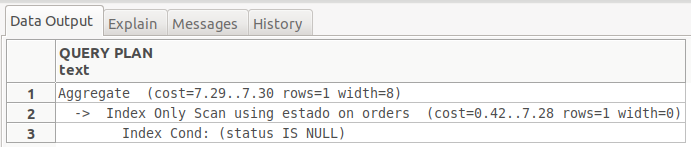 Data Output Explain Messages History
QUERY PLAN
text
1 Aggregate (cost=7.29..7.30 rows=1 width=8)
2 -> Index Only Scan using estado on orders (cost=0.42..7.28 rows=1 width=0)
3 Index Cond: (status IS NULL)